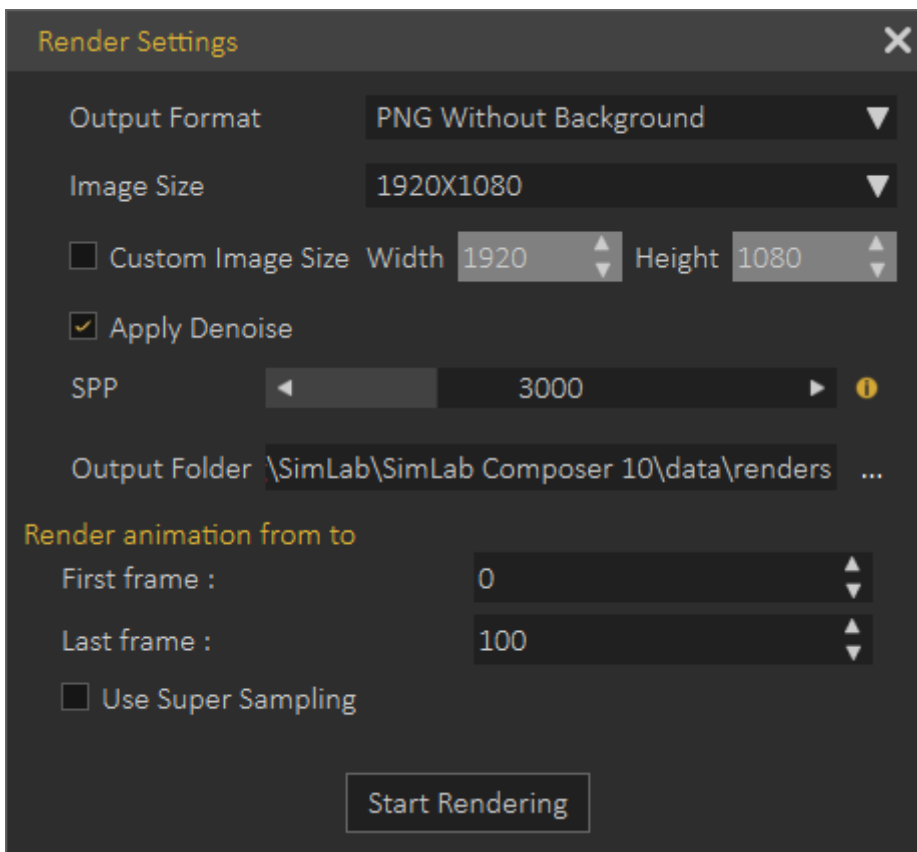 Render Settings
Output Format PNG Without Background
Image Size 1920X1080
Custom Image Size Width 1920 Height 1080
Apply Denoise
SPP 3000
Output Folder \SimLab\SimLab Composer 10\data\renders ...
Render animation from to
First frame : 0
Last frame : 100
Use Super Sampling
Start Rendering